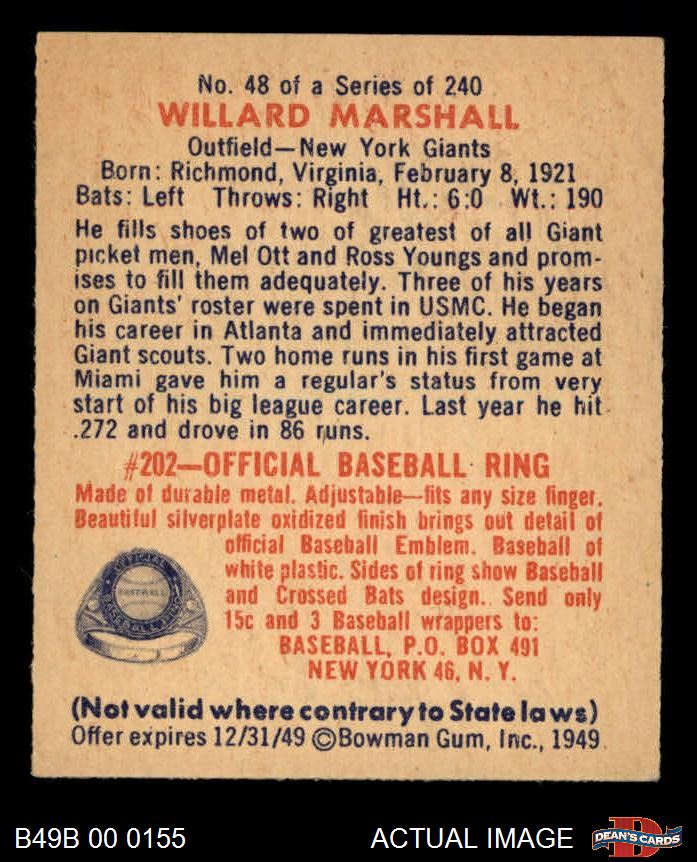 No. 48 of a Series of 240
WILLARD MARSHALL
Outfield—New York Giants
Born: Richmond, Virginia, February 8, 1921
Bats: Left Throws: Right Ht.: 6:0 Wt.: 190
He fills shoes of two of greatest of all Giant
picket men, Mel Ott and Ross Youngs and prom-
ises to fill them adequately. Three of his years
on Giants' roster were spent in USMC. He began
his career in Atlanta and immediately attracted
Giant scouts. Two home runs in his first game at
Miami gave him a regular's status from very
start of his big league career. Last year he hit
.272 and drove in 86 runs.
#202—OFFICIAL BASEBALL RING
Made of durable metal. Adjustable—fits any size finger.
Beautiful silverplate oxidized finish brings out detail of
official Baseball Emblem. Baseball of
white plastic. Sides of ring show Baseball
and Crossed Bats design. Send only
15c and 3 Baseball wrappers to:
BASEBALL, P.O. BOX 491
NEW YORK 46, N. Y.
OFFICIAL
BASEBALL RING
(Not valid where contrary to State laws)
Offer expires 12/31/49 ©Bowman Gum, Inc., 1949
B49B 00 0155
ACTUAL IMAGE
D
DEAN'S CARDS